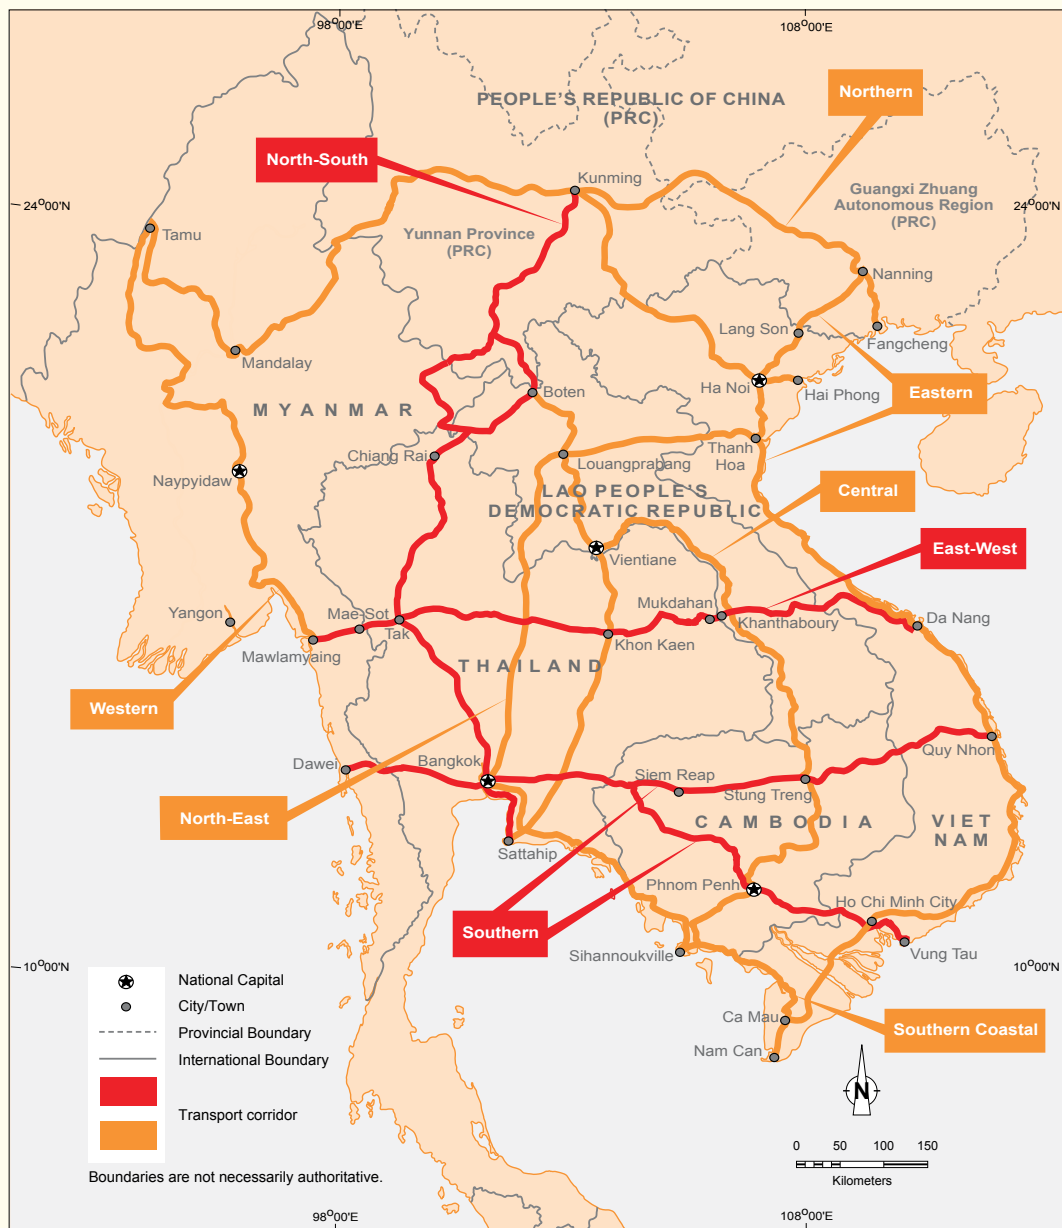 98°00'E
108°00'E
Northern
PEOPLE'S REPUBLIC OF CHINA
(PRC)
North-South
Kunming
Guangxi Zhuang
Autonomous Region
(PRC)
24°00'N
24°00'N
Yunnan Province
(PRC)
Tamu
Nanning
Lang Son
Fangcheng
Mandalay
Ha Noi
Hai Phong
Boten
Eastern
MYANMAR
Thanh
Hoa
Chiang Rai
Louangprabang
Naypyidaw
LAO PEOPLE'S
DEMOCRATIC REPUBLIC
Central
Vientiane
East-West
Yangon
Mae Sot
Tak
Mukdahan
Khanthaboury
Da Nang
Mawlamyaing
Khon Kaen
THAILAND
Western
Quy Nhon
Dawei
Bangkok
Siem Reap
Stung Treng
North-East
CAMBODIA
VIET
NAM
Sattahip
Phnom Penh
Ho Chi Minh City
Southern
Sihannoukville
Vung Tau
10°00'N
10°00'N
National Capital
City/Town
Provincial Boundary
International Boundary
Transport corridor
Boundaries are not necessarily authoritative.
Ca Mau
Southern Coastal
Nam Can
N
0 50 100 150
Kilometers
98°00'E
108°00'E